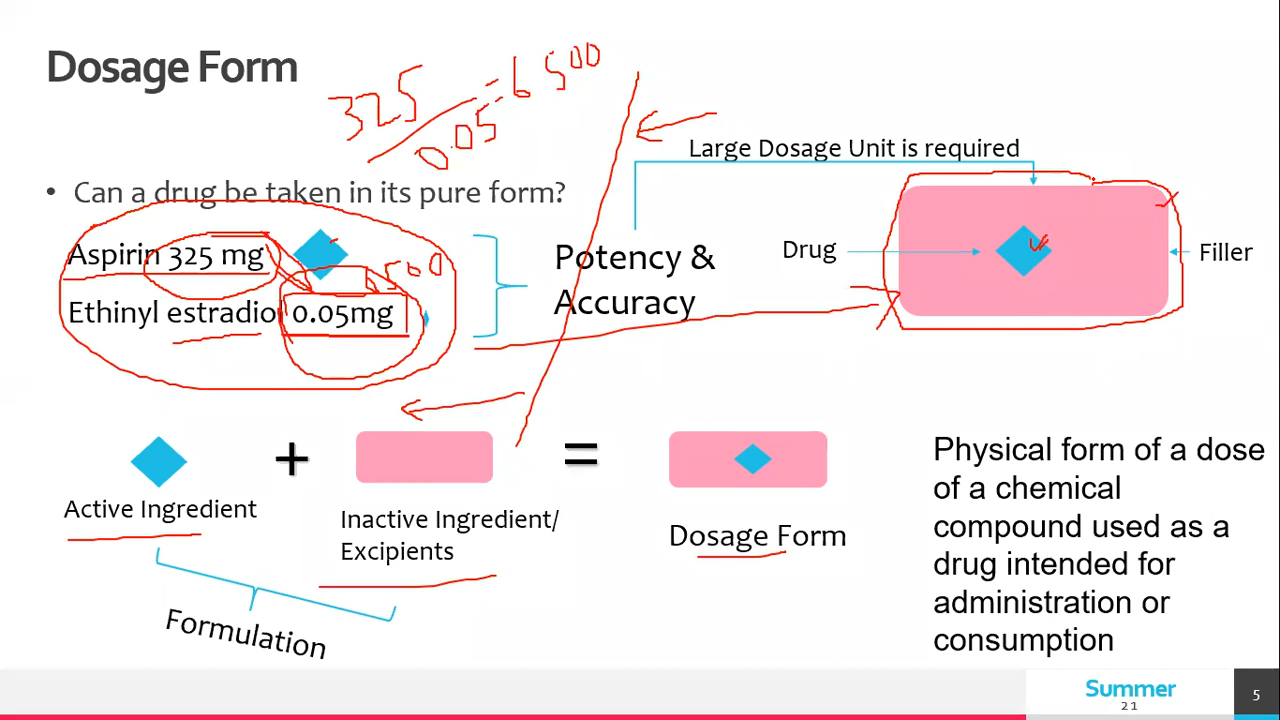 Dosage Form
325
0.05
=6500
• Can a drug be taken in its pure form?
Large Dosage Unit is required
Aspirin 325 mg
Ethinyl estradio 0.05mg
Potency &
Accuracy
Drug
Filler
+
=
Active Ingredient
Inactive Ingredient/
Excipients
Dosage Form
Formulation
Physical form of a dose
of a chemical
compound used as a
drug intended for
administration or
consumption
Summer
21
5